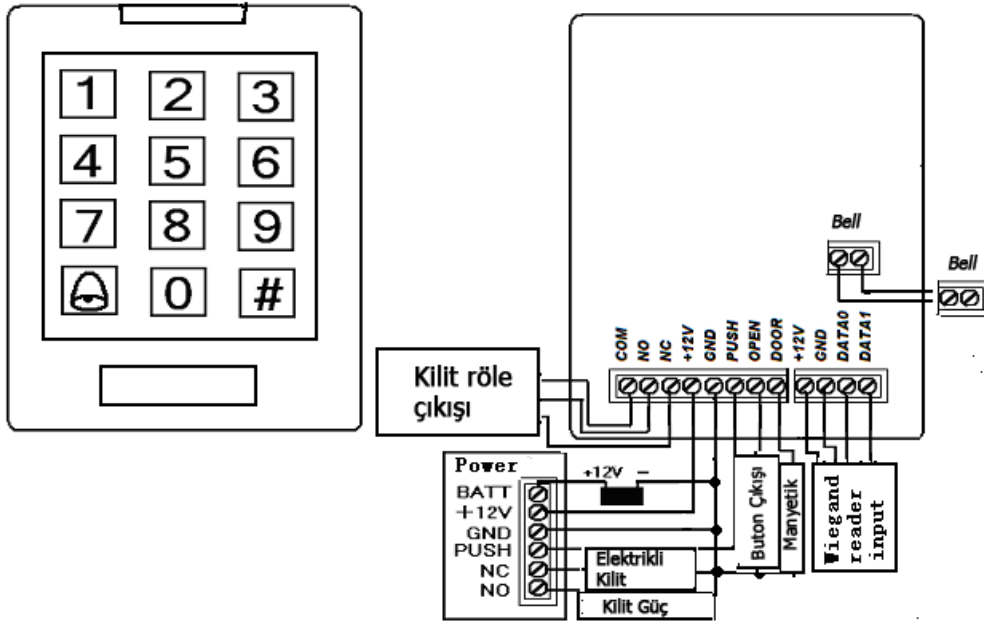 1 2 3
4 5 6
7 8 9
0 #
Bell
Bell
COM NO NC +12V GND PUSH OPEN DOOR +12V GND DATA0 DATA1
Kilit röle
çıkışı
Power
BATT
+12V
GND
PUSH
NC
NO
+12V −
Elektrikli
Kilit
Kilit Güç
Buton Çıkışı
Manyetik
Wiegand
reader
input